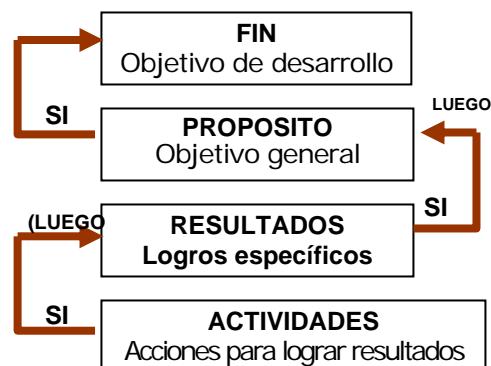 FIN
Objetivo de desarrollo
SI
LUEGO
PROPOSITO
Objetivo general
SI
(LUEGO
RESULTADOS
Logros específicos
SI
ACTIVIDADES
Acciones para lograr resultados